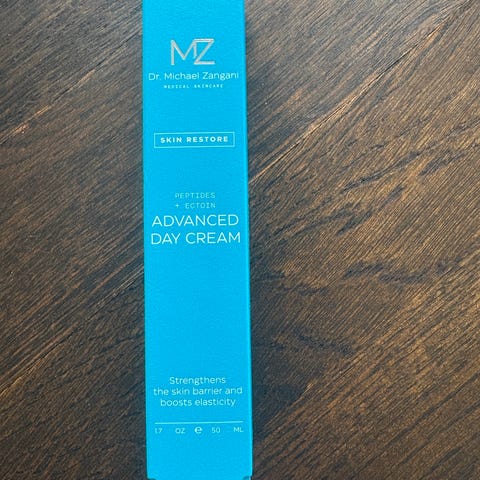 MZ
Dr. Michael Zangani
MEDICAL SKINCARE
SKIN RESTORE
PEPTIDES
+ ECTOIN
ADVANCED
DAY CREAM
Strengthens
the skin barrier and
boosts elasticity
1.7 OZ ℮ 50 ML